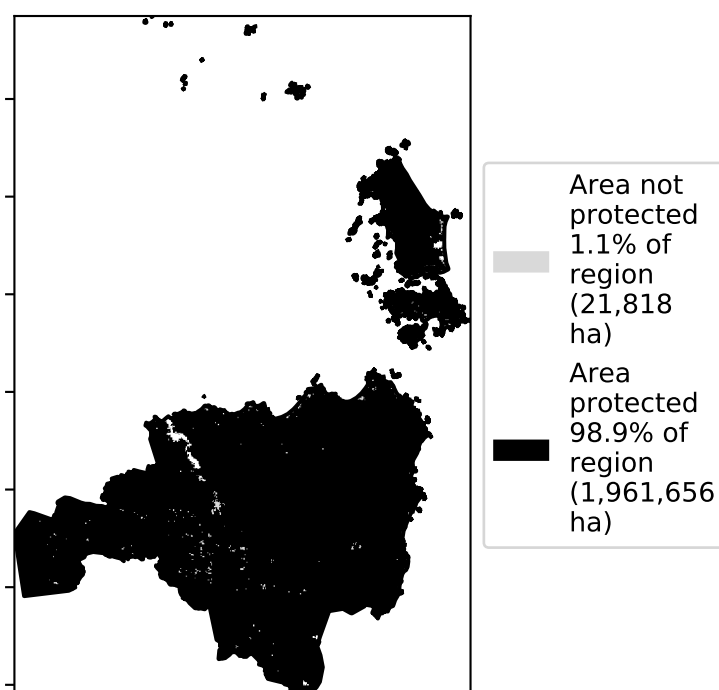 Area not
protected
1.1% of
region
(21,818
ha)
Area
protected
98.9% of
region
(1,961,656
ha)